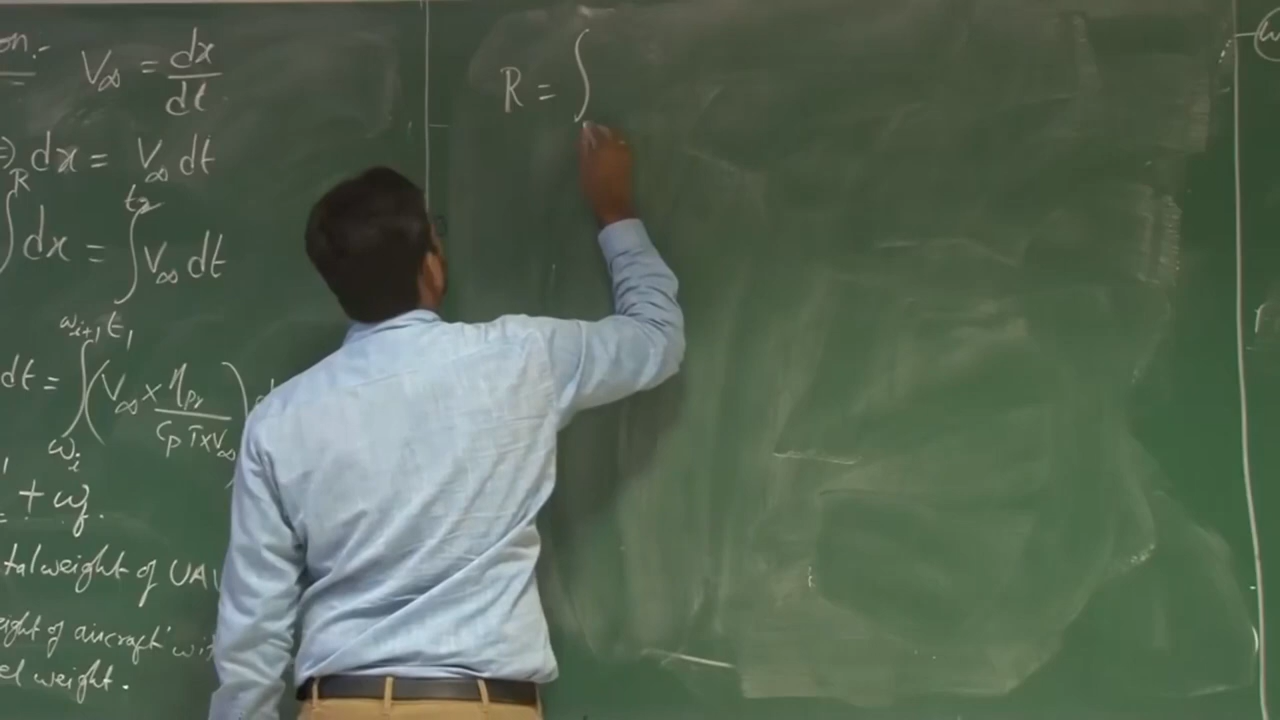 on:- V∞ = dx/dt
dx = V∞ dt
∫ᴿ dx = ∫_{t₁}^{t₂} V∞ dt
dt = ∫_{ωᵢ}^{ωᵢ₊₁} (V∞ × ηpr / Cp T×V∞)
+ ωf.
tal weight of UAV
ight of aircraft wi
el weight.
R = ∫